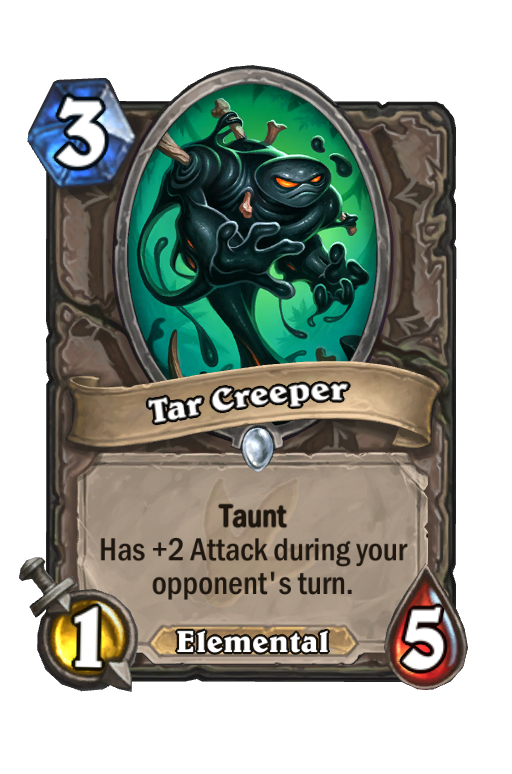 3
Tar Creeper
Taunt
Has +2 Attack during your
opponent's turn.
1
Elemental
5